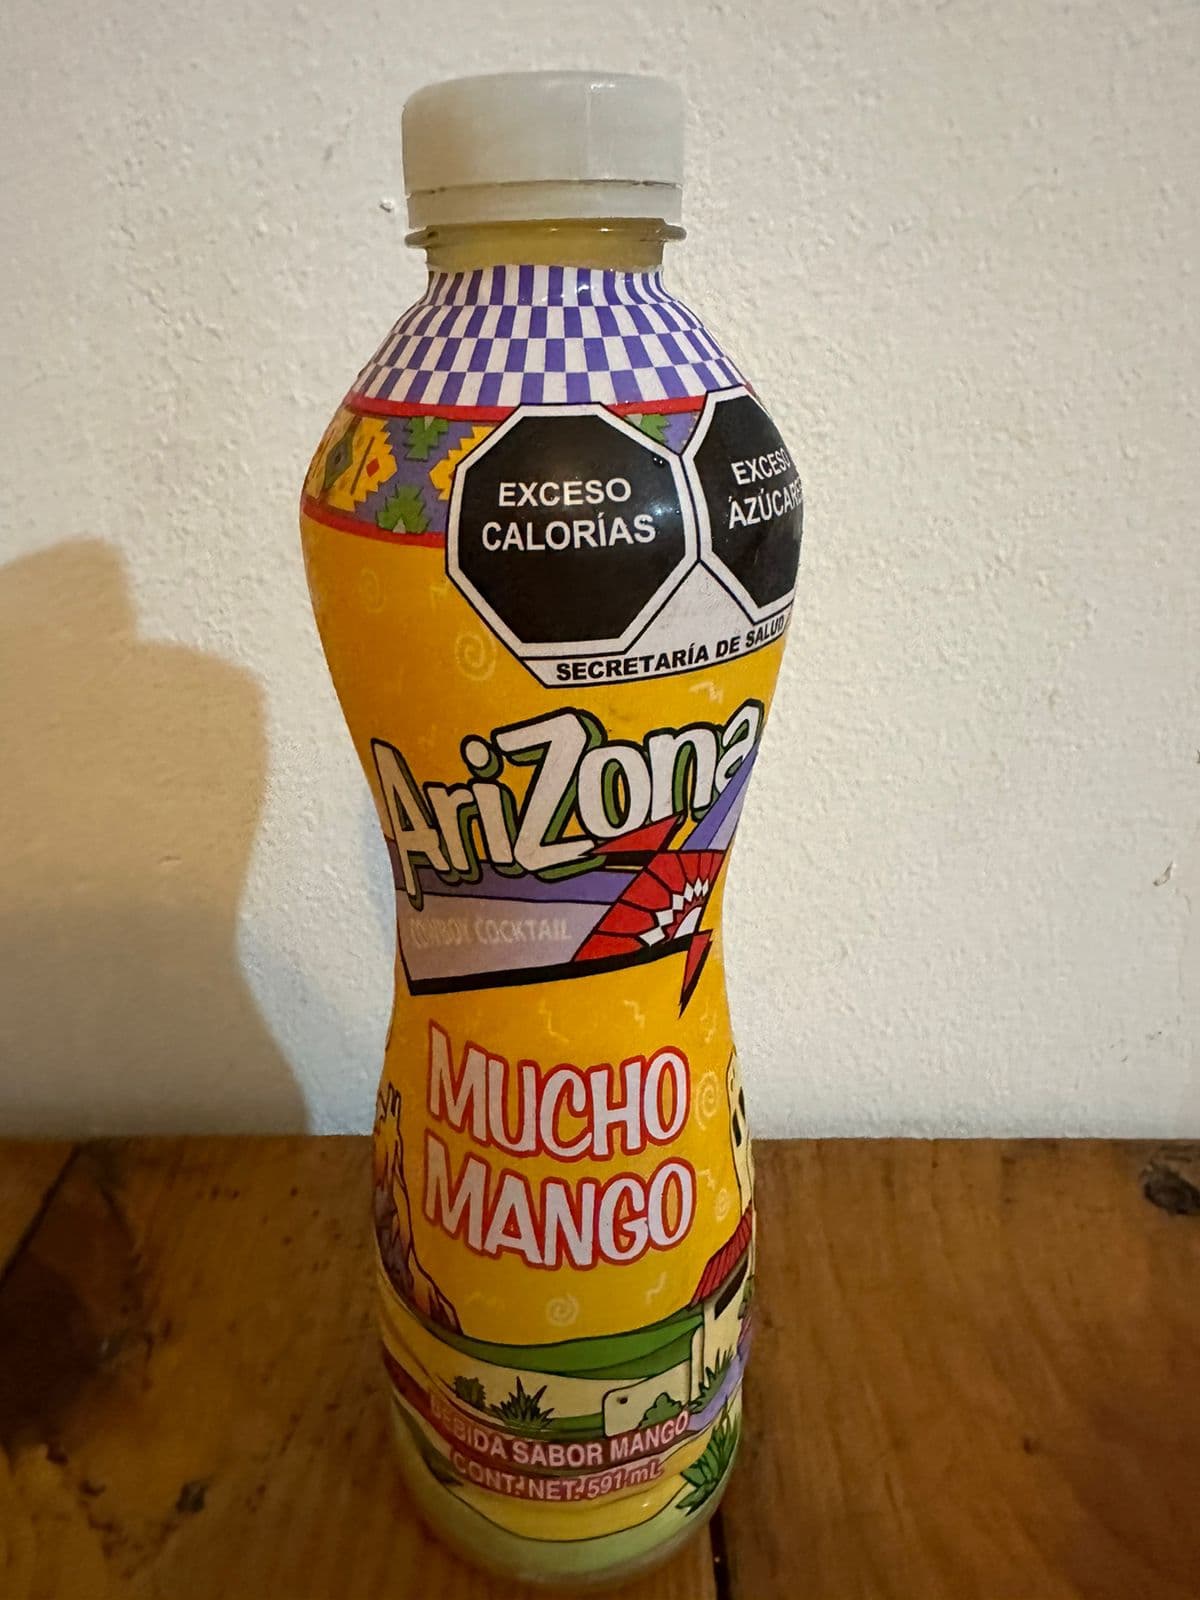 EXCESO
CALORÍAS
EXCESO
AZÚCARES
SECRETARÍA DE SALUD
AriZona
COWBOY COCKTAIL
MUCHO
MANGO
BEBIDA SABOR MANGO
CONT. NET. 591 mL